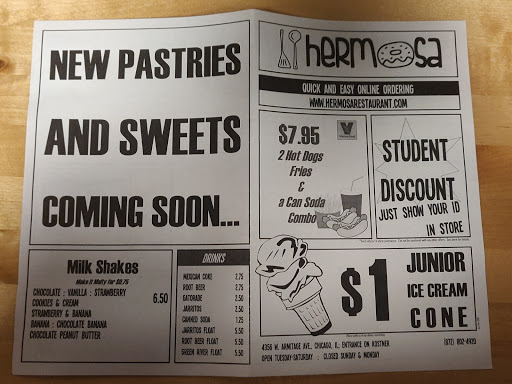 NEW PASTRIES
AND SWEETS
COMING SOON...
Milk Shakes
Make It Malty for $0.75
CHOCOLATE : VANILLA : STRAWBERRY
COOKIES & CREAM
STRAWBERRY & BANANA
BANANA : CHOCOLATE BANANA
CHOCOLATE PEANUT BUTTER
6.50
DRINKS
MEXICAN COKE 2.75
ROOT BEER 2.75
GATORADE 2.50
JARRITOS 2.50
CANNED SODA 1.25
JARRITOS FLOAT 5.50
ROOT BEER FLOAT 5.50
GREEN RIVER FLOAT 5.50
hermosa
QUICK AND EASY ONLINE ORDERING
WWW.HERMOSARESTAURANT.COM
$7.95
2 Hot Dogs
Fries
&
a Can Soda
Combo
STUDENT
DISCOUNT
JUST SHOW YOUR ID
IN STORE
$1
JUNIOR
ICE CREAM
CONE
4356 W. ARMITAGE AVE., CHICAGO, IL; ENTRANCE ON KOSTNER
OPEN TUESDAY-SATURDAY : CLOSED SUNDAY & MONDAY